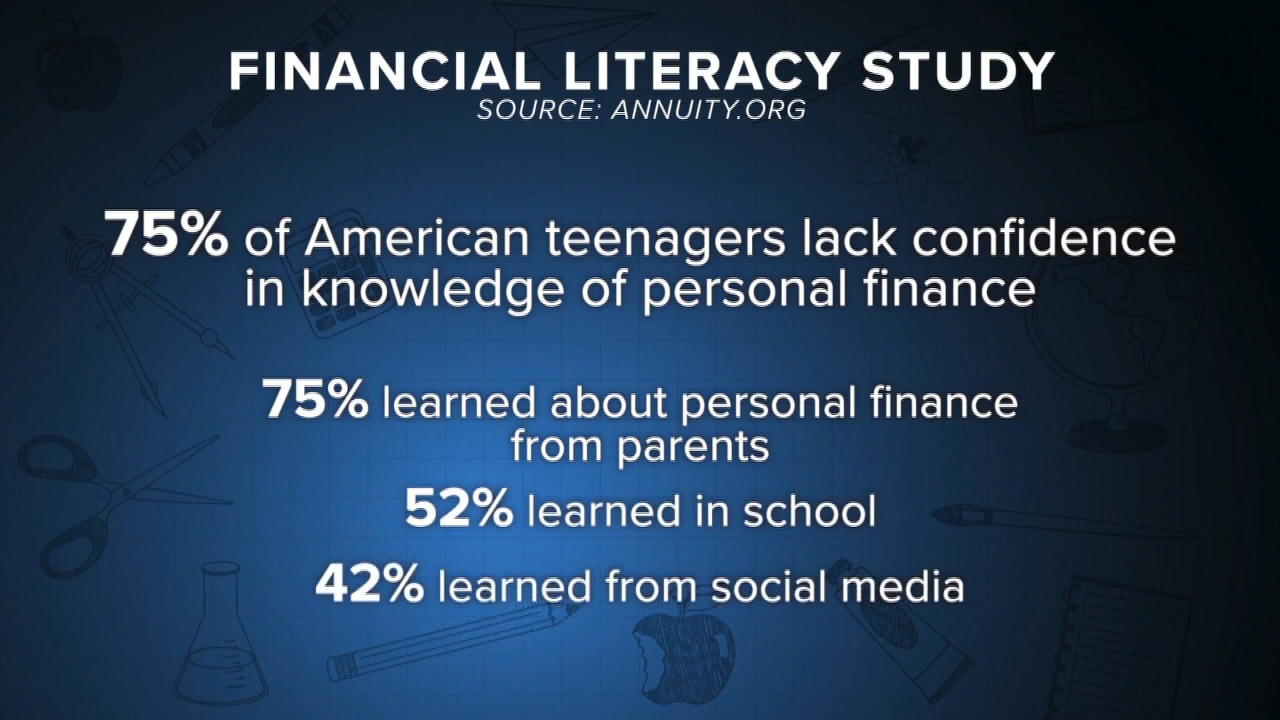 FINANCIAL LITERACY STUDY
SOURCE: ANNUITY.ORG
75% of American teenagers lack confidence
in knowledge of personal finance
75% learned about personal finance
from parents
52% learned in school
42% learned from social media